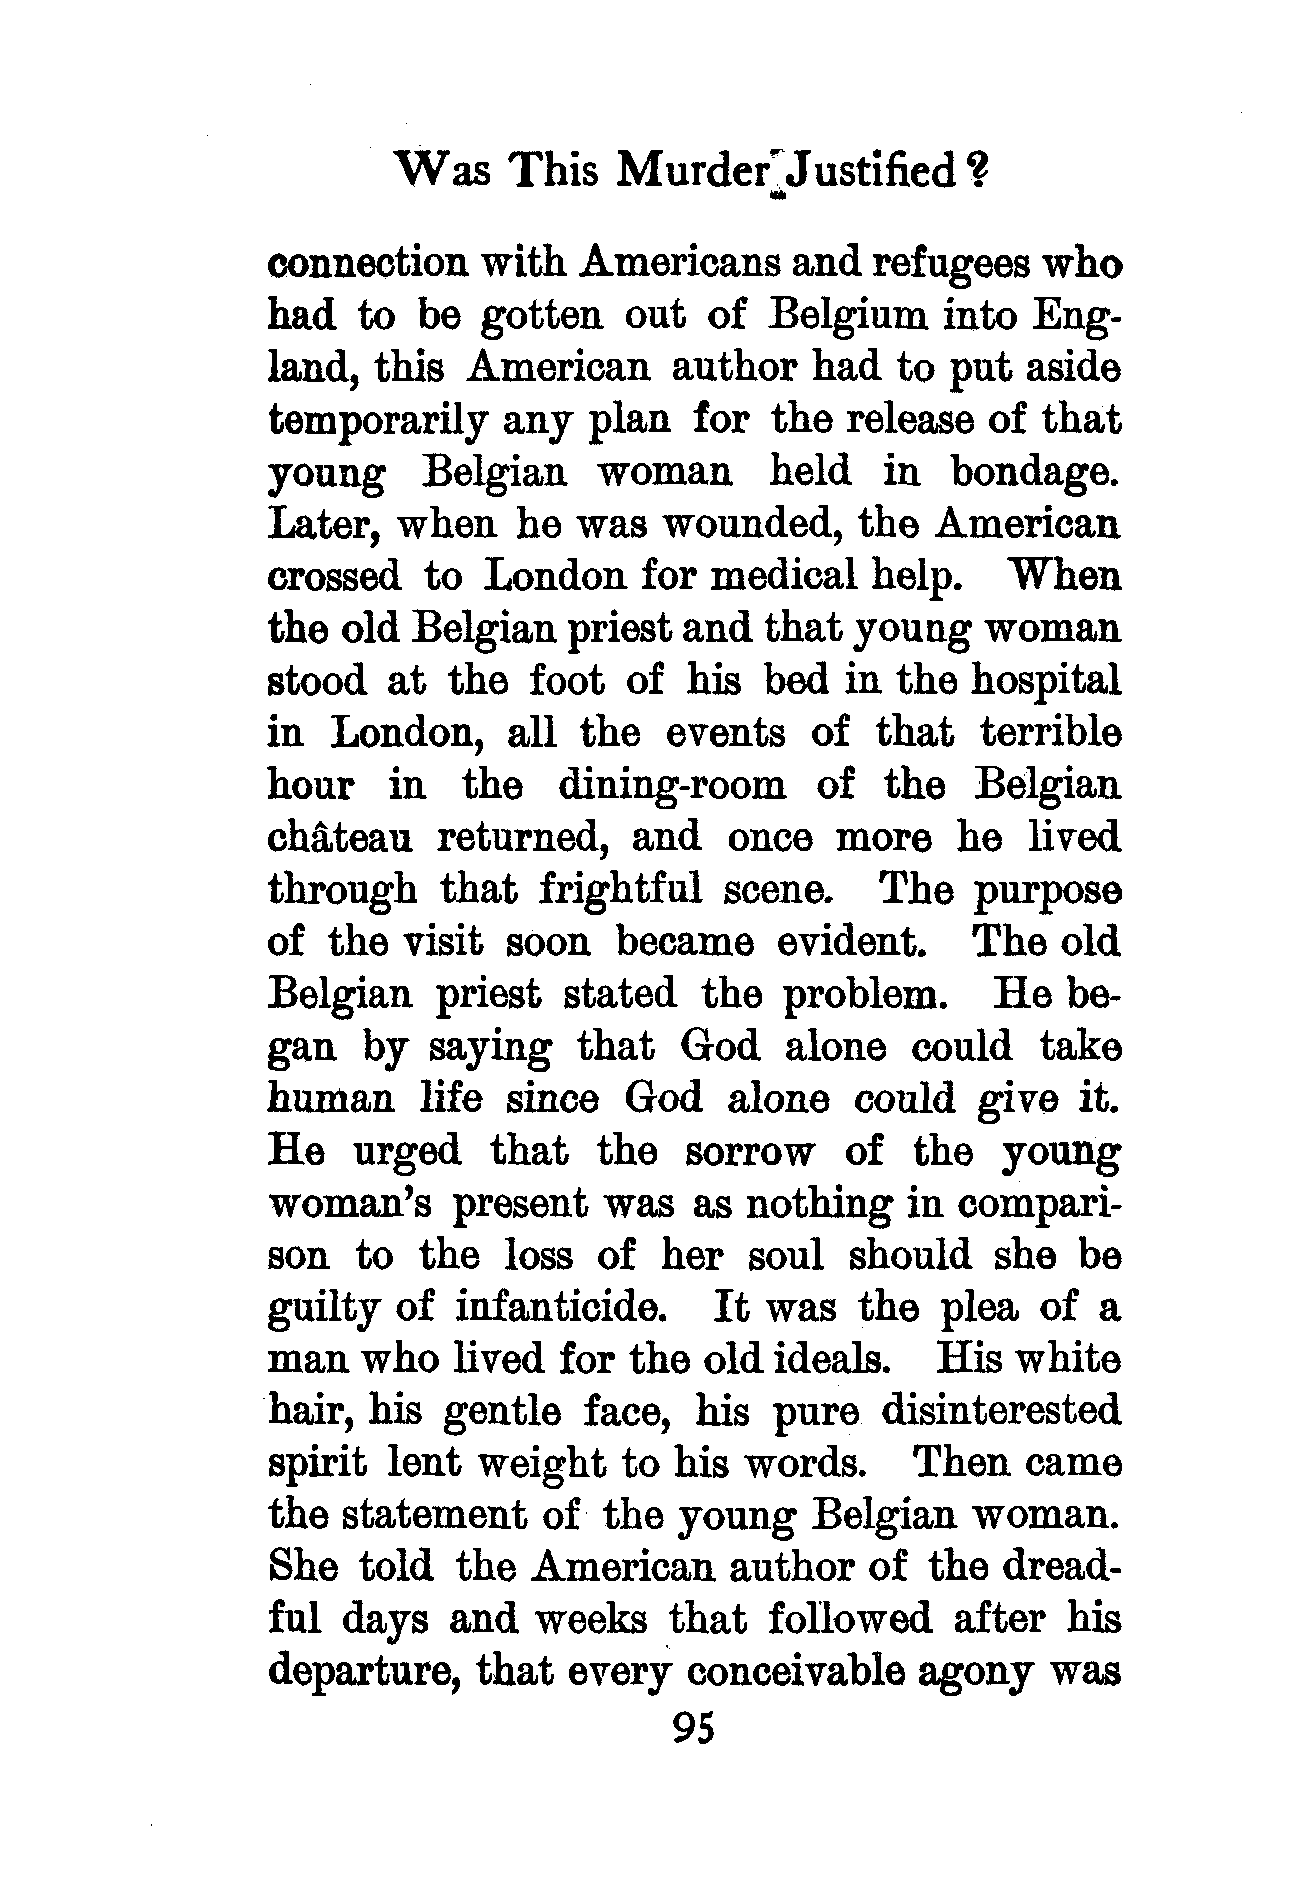 Was This Murder Justified?
connection with Americans and refugees who
had to be gotten out of Belgium into Eng-
land, this American author had to put aside
temporarily any plan for the release of that
young Belgian woman held in bondage.
Later, when he was wounded, the American
crossed to London for medical help. When
the old Belgian priest and that young woman
stood at the foot of his bed in the hospital
in London, all the events of that terrible
hour in the dining-room of the Belgian
château returned, and once more he lived
through that frightful scene. The purpose
of the visit soon became evident. The old
Belgian priest stated the problem. He be-
gan by saying that God alone could take
human life since God alone could give it.
He urged that the sorrow of the young
woman's present was as nothing in compari-
son to the loss of her soul should she be
guilty of infanticide. It was the plea of a
man who lived for the old ideals. His white
hair, his gentle face, his pure disinterested
spirit lent weight to his words. Then came
the statement of the young Belgian woman.
She told the American author of the dread-
ful days and weeks that followed after his
departure, that every conceivable agony was
95